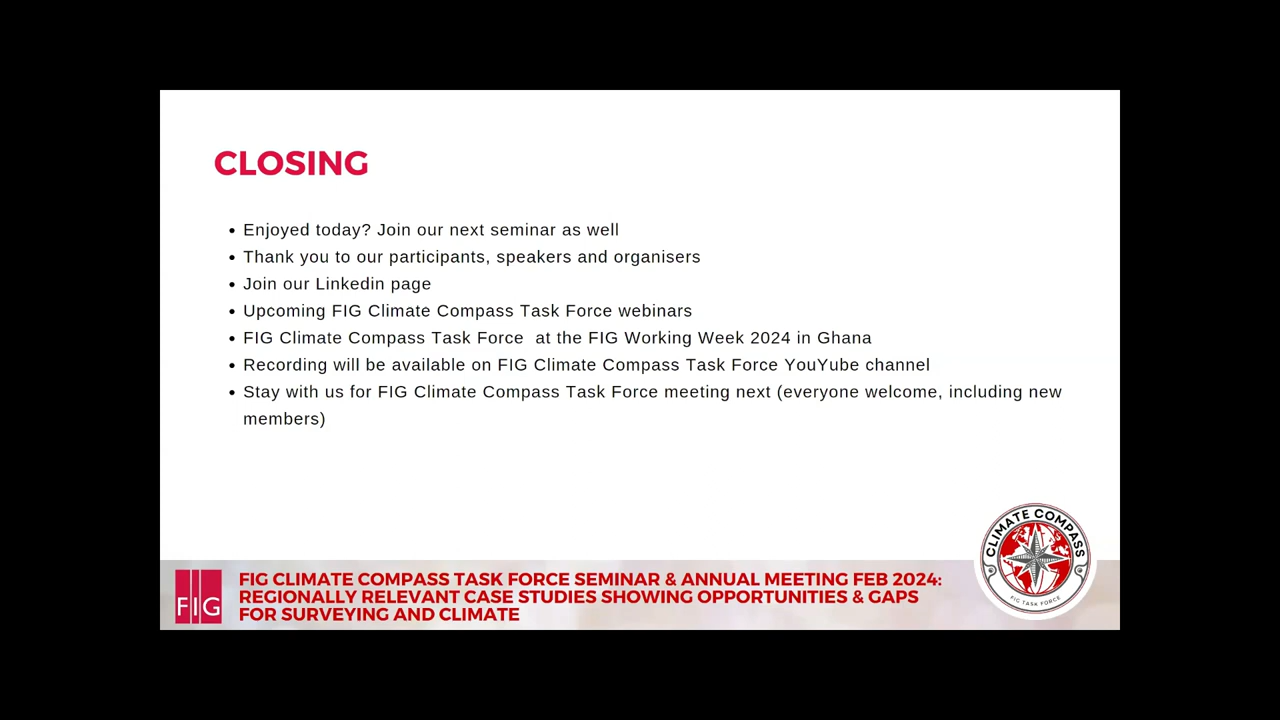 CLOSING
Enjoyed today? Join our next seminar as well
Thank you to our participants, speakers and organisers
Join our Linkedin page
Upcoming FIG Climate Compass Task Force webinars
FIG Climate Compass Task Force  at the FIG Working Week 2024 in Ghana
Recording will be available on FIG Climate Compass Task Force YouYube channel
Stay with us for FIG Climate Compass Task Force meeting next (everyone welcome, including new
members)
CLIMATE COMPASS
FIG TASK FORCE
FIG
FIG CLIMATE COMPASS TASK FORCE SEMINAR & ANNUAL MEETING FEB 2024:
REGIONALLY RELEVANT CASE STUDIES SHOWING OPPORTUNITIES & GAPS
FOR SURVEYING AND CLIMATE